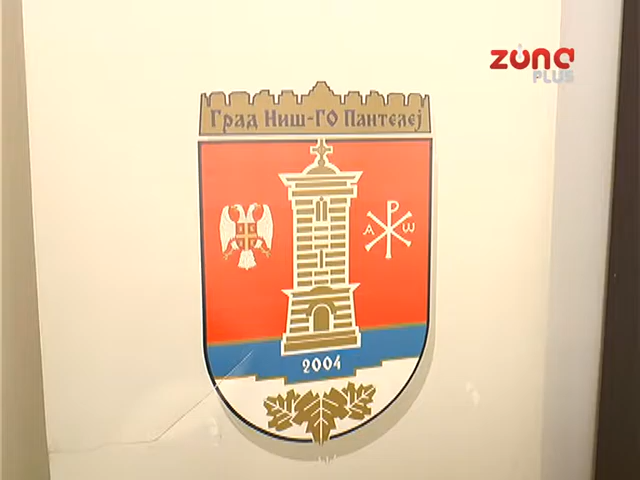 zona
PLUS
Град Ниш-ГО Пантелеј
Α Ρ ω
2004